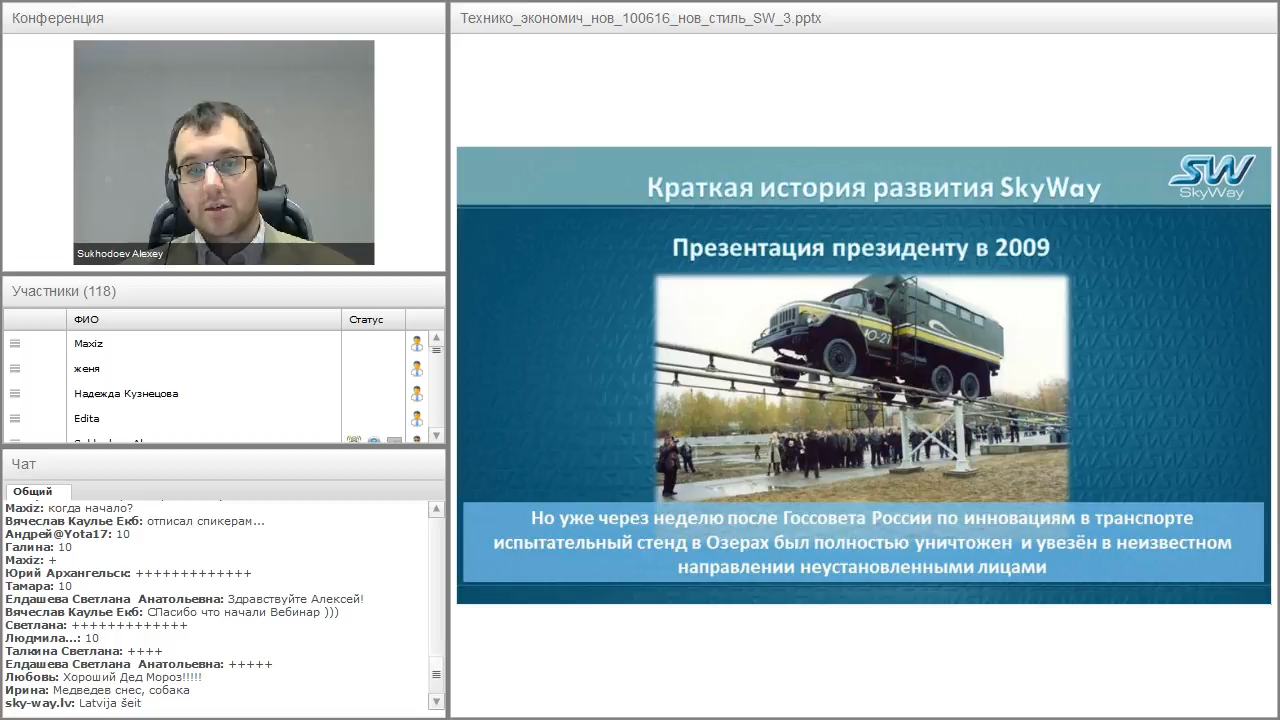 Конференция
Sukhodoev Alexey
Участники (118)
ФИО
Статус
Maxiz
женя
Надежда Кузнецова
Edita
Чат
Общий
Maxiz: когда начало?
Вячеслав Каулье Екб: отписал спикерам...
Андрей@Yota17: 10
Галина: 10
Maxiz: +
Юрий Архангельск: +++++++++++++
Тамара: 10
Елдашева Светлана Анатольевна: Здравствуйте Алексей!
Вячеслав Каулье Екб: СПасибо что начали Вебинар )))
Светлана: +++++++++++++
Людмила...: 10
Талкина Светлана: ++++
Елдашева Светлана Анатольевна: +++++
Любовь: Хороший Дед Мороз!!!!!
Ирина: Медведев снес, собака
sky-way.lv: Latvija šeit
Технико_экономич_нов_100616_нов_стиль_SW_3.pptx
Краткая история развития SkyWay
SW
SkyWay
Презентация президенту в 2009
Ю-21
Но уже через неделю после Госсовета России по инновациям в транспорте
испытательный стенд в Озерах был полностью уничтожен и увезён в неизвестном
направлении неустановленными лицами